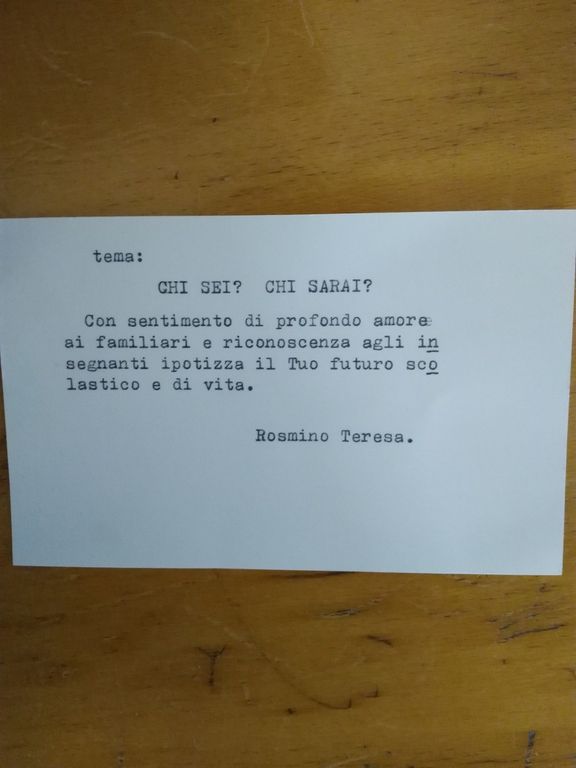 tema:
CHI SEI? CHI SARAI?
Con sentimento di profondo amore
ai familiari e riconoscenza agli in
segnanti ipotizza il Tuo futuro sco
lastico e di vita.
Rosmino Teresa.